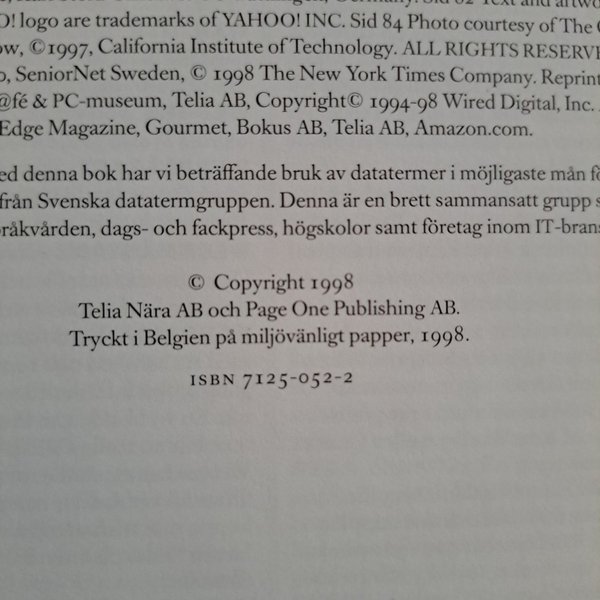 O! logo are trademarks of YAHOO! INC. Sid 84 Photo courtesy of The
©1997, California Institute of Technology. ALL RIGHTS RESERVE
SeniorNet Sweden, © 1998 The New York Times Company. Reprint
@fé & PC-museum, Telia AB, Copyright© 1994-98 Wired Digital, Inc.
Edge Magazine, Gourmet, Bokus AB, Telia AB, Amazon.com.
ed denna bok har vi beträffande bruk av datatermer i möjligaste mån fö
från Svenska datatermgruppen. Denna är en brett sammansatt grupp s
råkvården, dags- och fackpress, högskolor samt företag inom IT-brans
© Copyright 1998
Telia Nära AB och Page One Publishing AB.
Tryckt i Belgien på miljövänligt papper, 1998.
ISBN 7125-052-2